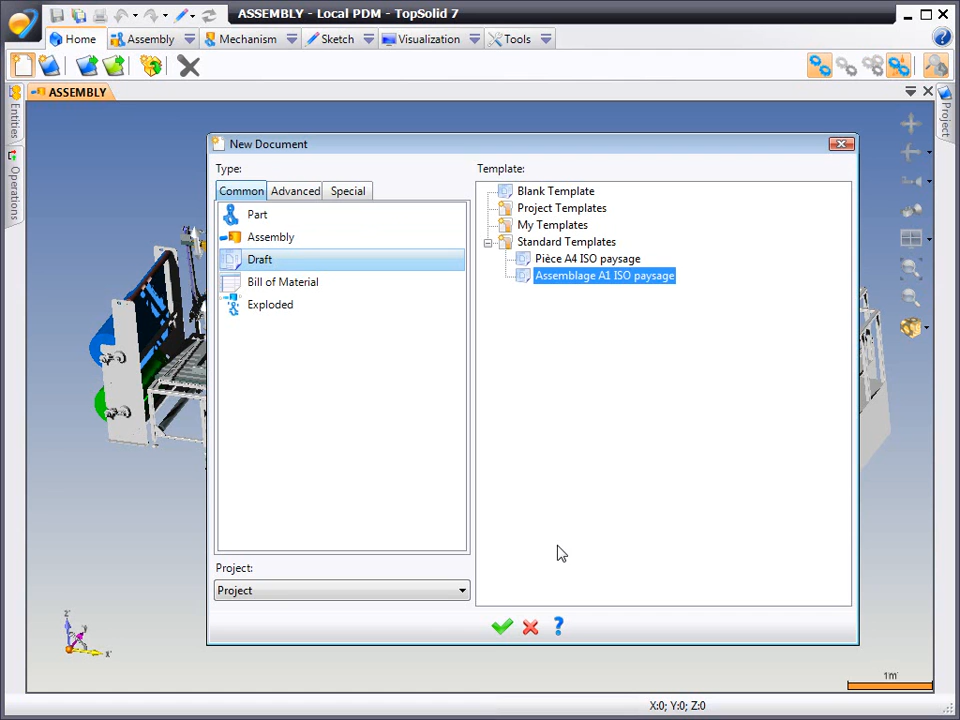 ASSEMBLY - Local PDM - TopSolid 7
Home
Assembly
Mechanism
Sketch
Visualization
Tools
ASSEMBLY
Entities
Operations
Project
New Document
Type:
Common
Advanced
Special
Part
Assembly
Draft
Bill of Material
Exploded
Project:
Project
Template:
Blank Template
Project Templates
My Templates
Standard Templates
Pièce A4 ISO paysage
Assemblage A1 ISO paysage
z'
y'
x'
1m
X:0; Y:0; Z:0